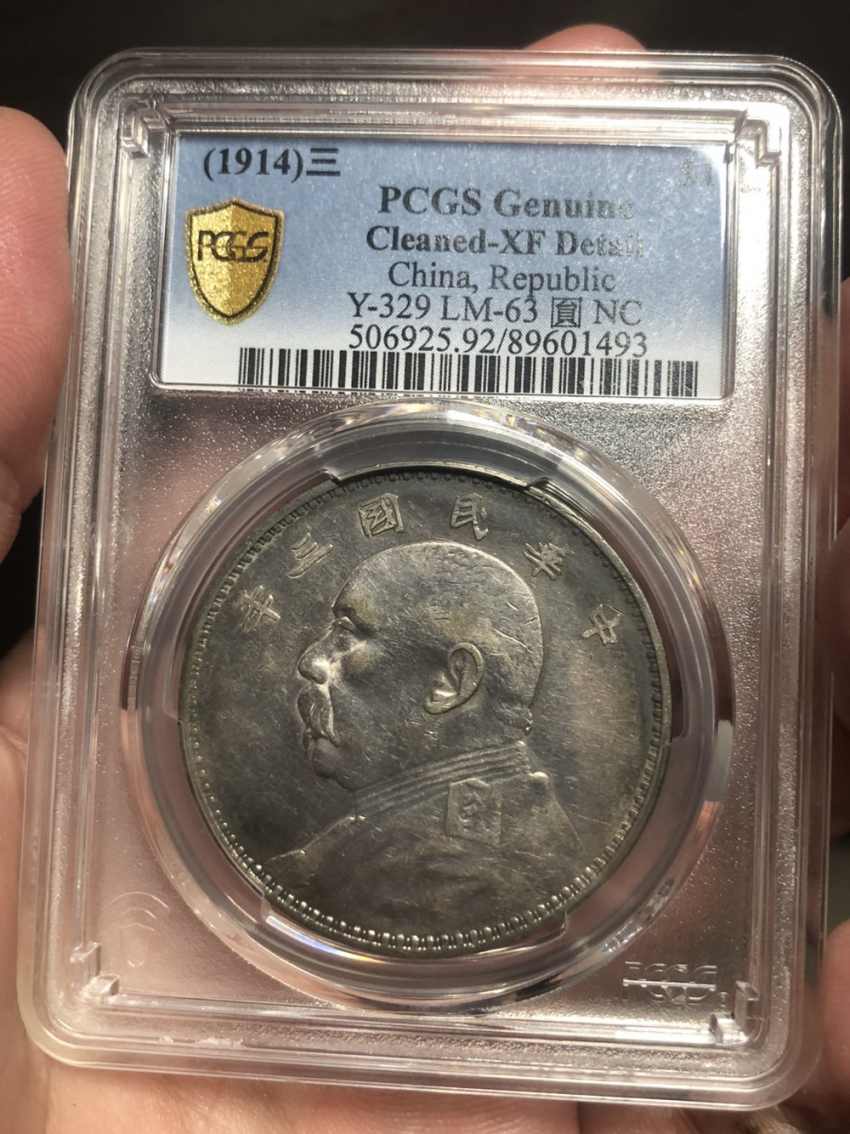 (1914)三
$1
PCGS Genuine
Cleaned-XF Detail
China, Republic
Y-329 LM-63 圓 NC
506925.92/89601493
PCGS
中華民國三年
PCGS